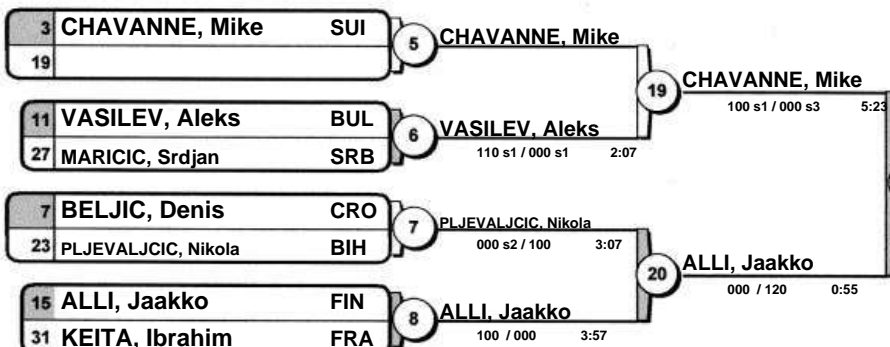 3 CHAVANNE, Mike SUI
19
5
CHAVANNE, Mike
11 VASILEV, Aleks BUL
27 MARICIC, Srdjan SRB
6
VASILEV, Aleks
110 s1 / 000 s1 2:07
19
CHAVANNE, Mike
100 s1 / 000 s3 5:23
7 BELJIC, Denis CRO
23 PLJEVALJCIC, Nikola BIH
7
PLJEVALJCIC, Nikola
000 s2 / 100 3:07
15 ALLI, Jaakko FIN
31 KEITA, Ibrahim FRA
8
ALLI, Jaakko
100 / 000 3:57
20
ALLI, Jaakko
000 / 120 0:55